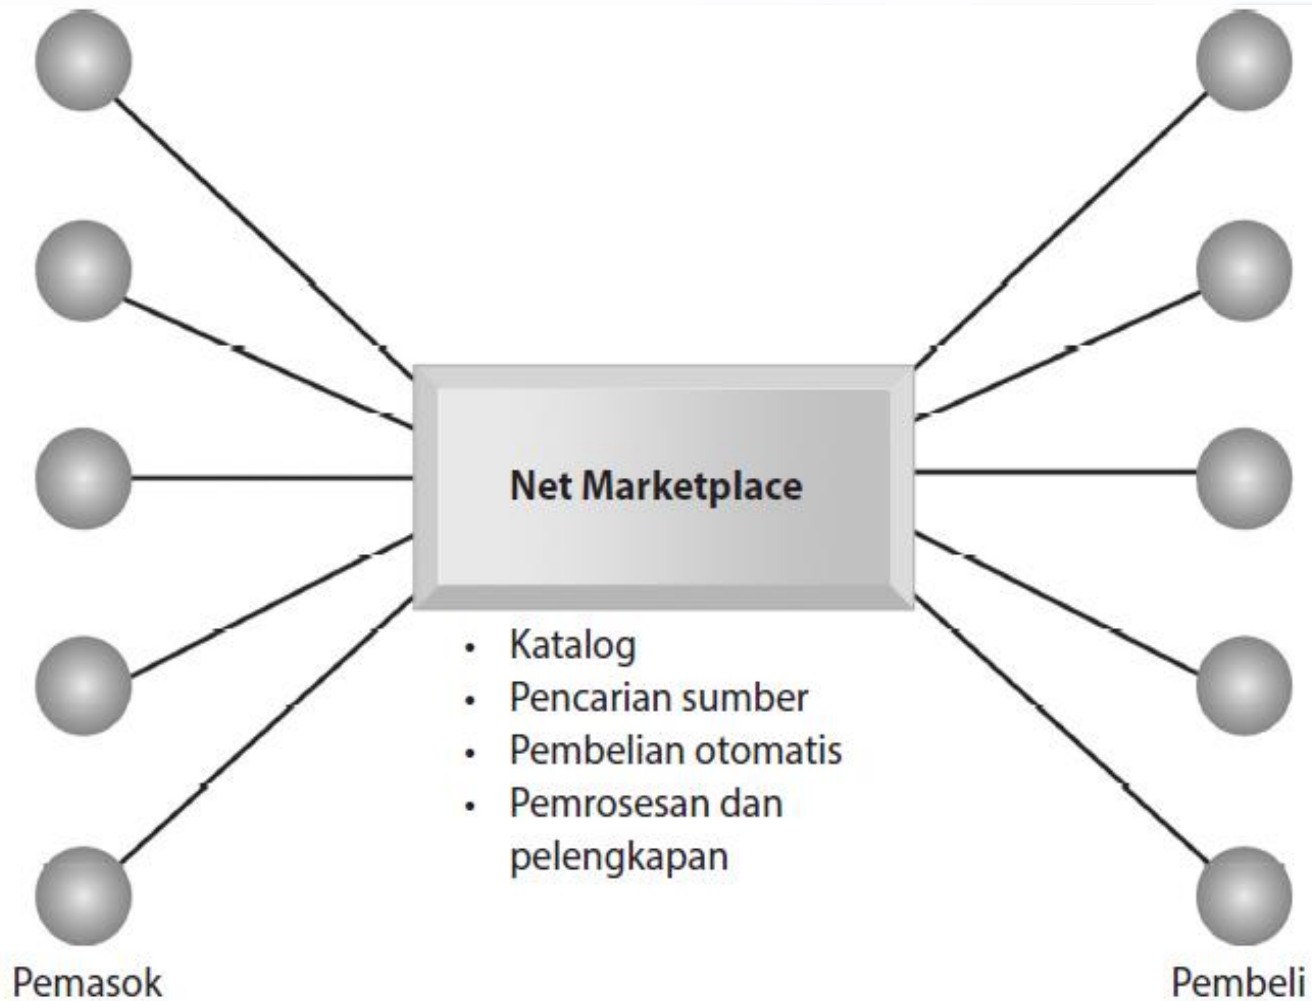 Net Marketplace
• Katalog
• Pencarian sumber
• Pembelian otomatis
• Pemrosesan dan
pelengkapan
Pemasok
Pembeli